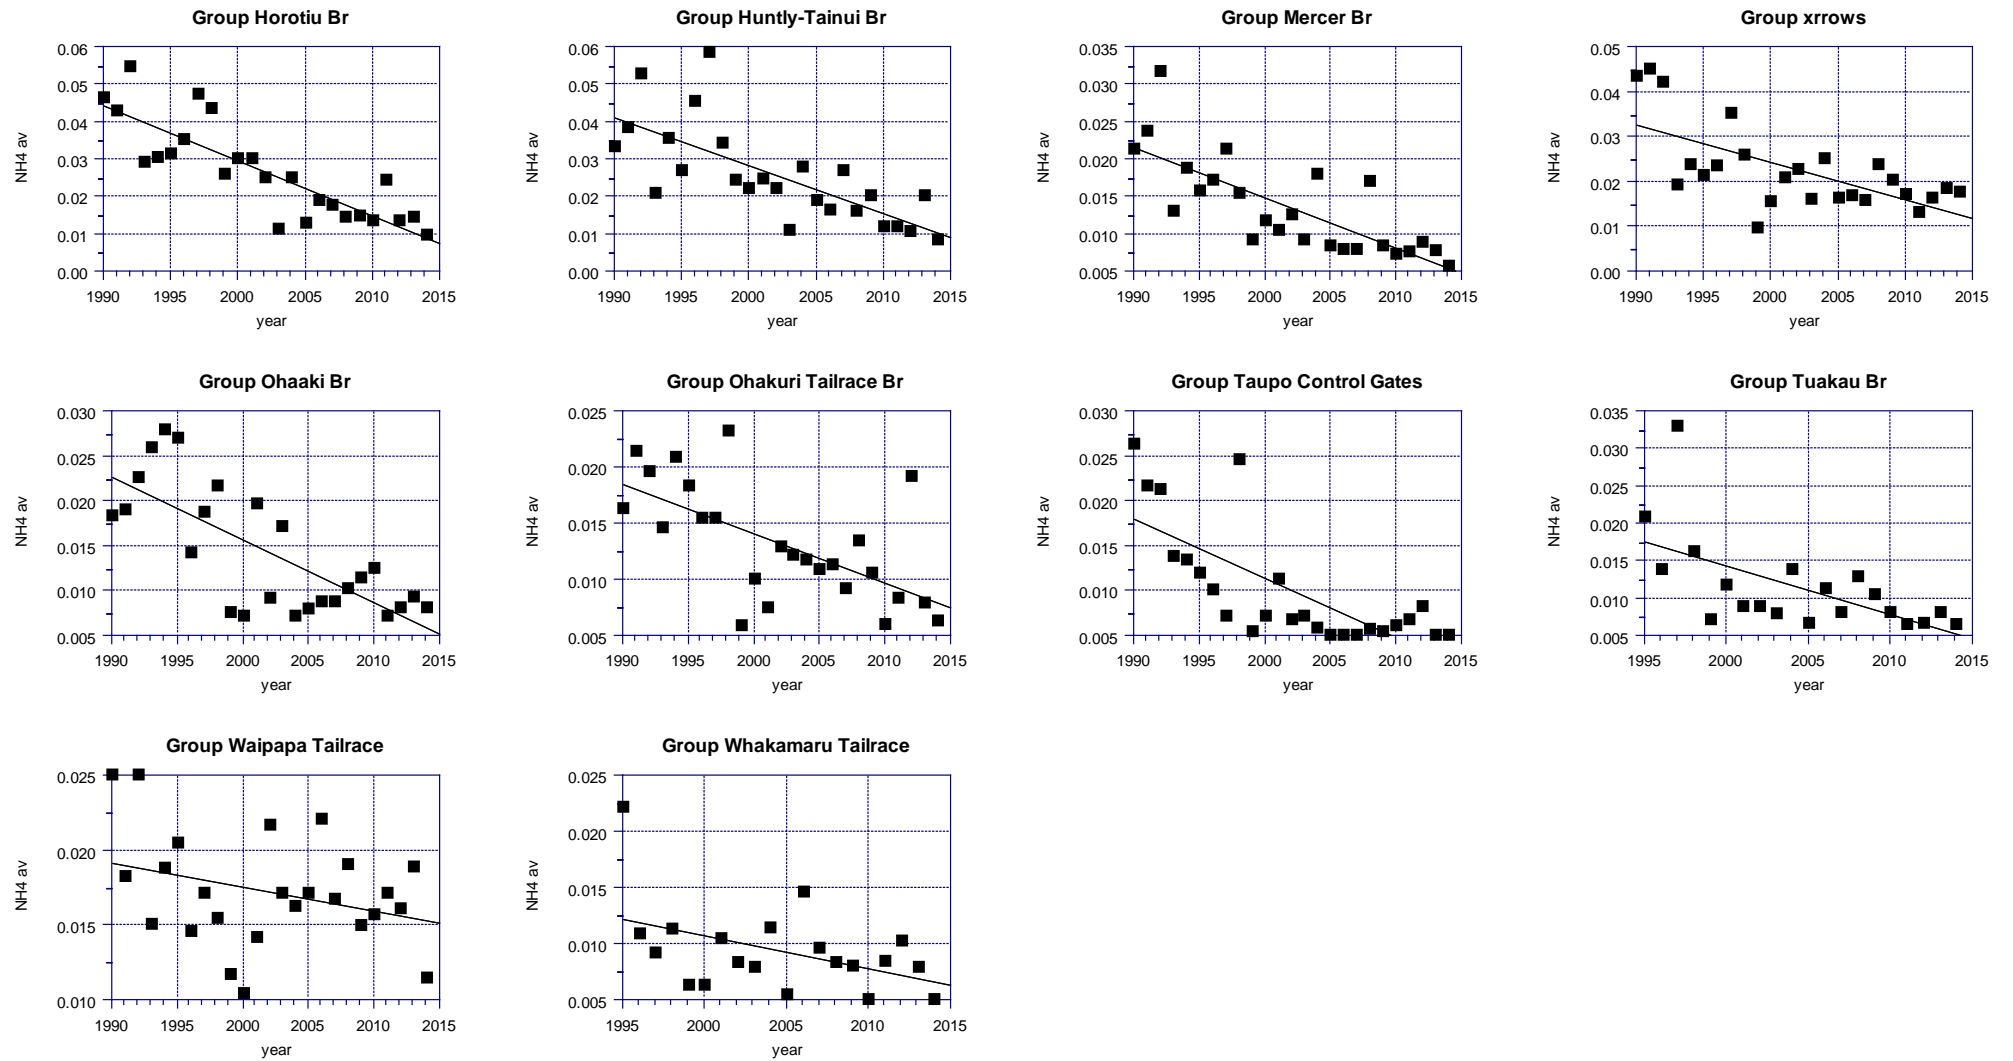 Group Horotiu Br
0.06
0.05
0.04
0.03
0.02
0.01
0.00
NH4 av
1990 1995 2000 2005 2010 2015
year
Group Huntly-Tainui Br
0.06
0.05
0.04
0.03
0.02
0.01
0.00
NH4 av
1990 1995 2000 2005 2010 2015
year
Group Mercer Br
0.035
0.030
0.025
0.020
0.015
0.010
0.005
NH4 av
1990 1995 2000 2005 2010 2015
year
Group xrrows
0.05
0.04
0.03
0.02
0.01
0.00
NH4 av
1990 1995 2000 2005 2010 2015
year
Group Ohaaki Br
0.030
0.025
0.020
0.015
0.010
0.005
NH4 av
1990 1995 2000 2005 2010 2015
year
Group Ohakuri Tailrace Br
0.025
0.020
0.015
0.010
0.005
NH4 av
1990 1995 2000 2005 2010 2015
year
Group Taupo Control Gates
0.030
0.025
0.020
0.015
0.010
0.005
NH4 av
1990 1995 2000 2005 2010 2015
year
Group Tuakau Br
0.035
0.030
0.025
0.020
0.015
0.010
0.005
NH4 av
1995 2000 2005 2010 2015
year
Group Waipapa Tailrace
0.025
0.020
0.015
0.010
NH4 av
1990 1995 2000 2005 2010 2015
year
Group Whakamaru Tailrace
0.025
0.020
0.015
0.010
0.005
NH4 av
1995 2000 2005 2010 2015
year